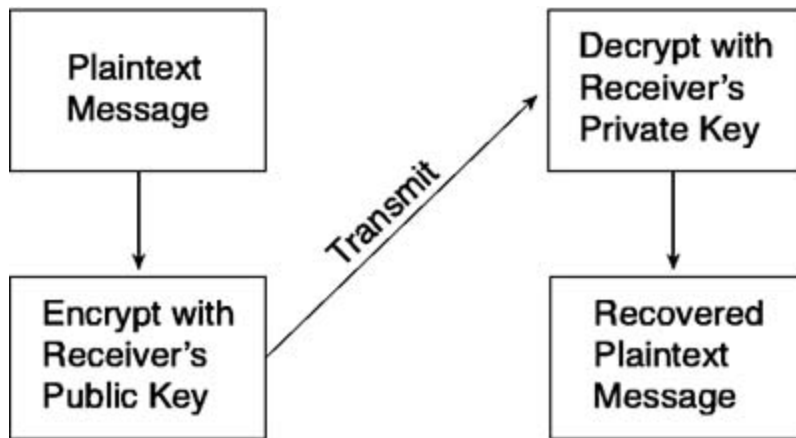 Plaintext
Message
Encrypt with
Receiver's
Public Key
Transmit
Decrypt with
Receiver's
Private Key
Recovered
Plaintext
Message